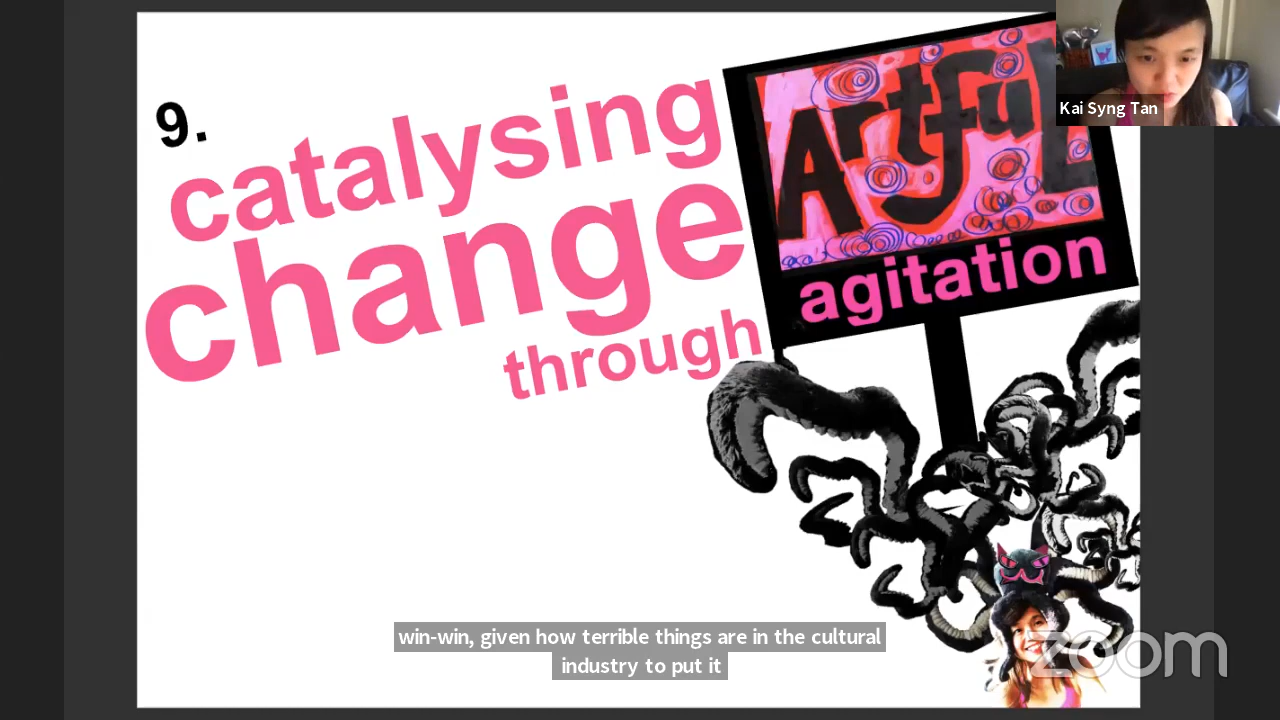 9.
catalysing
change
through
ArtFuL
agitation
Kai Syng Tan
win-win, given how terrible things are in the cultural
industry to put it
zoom